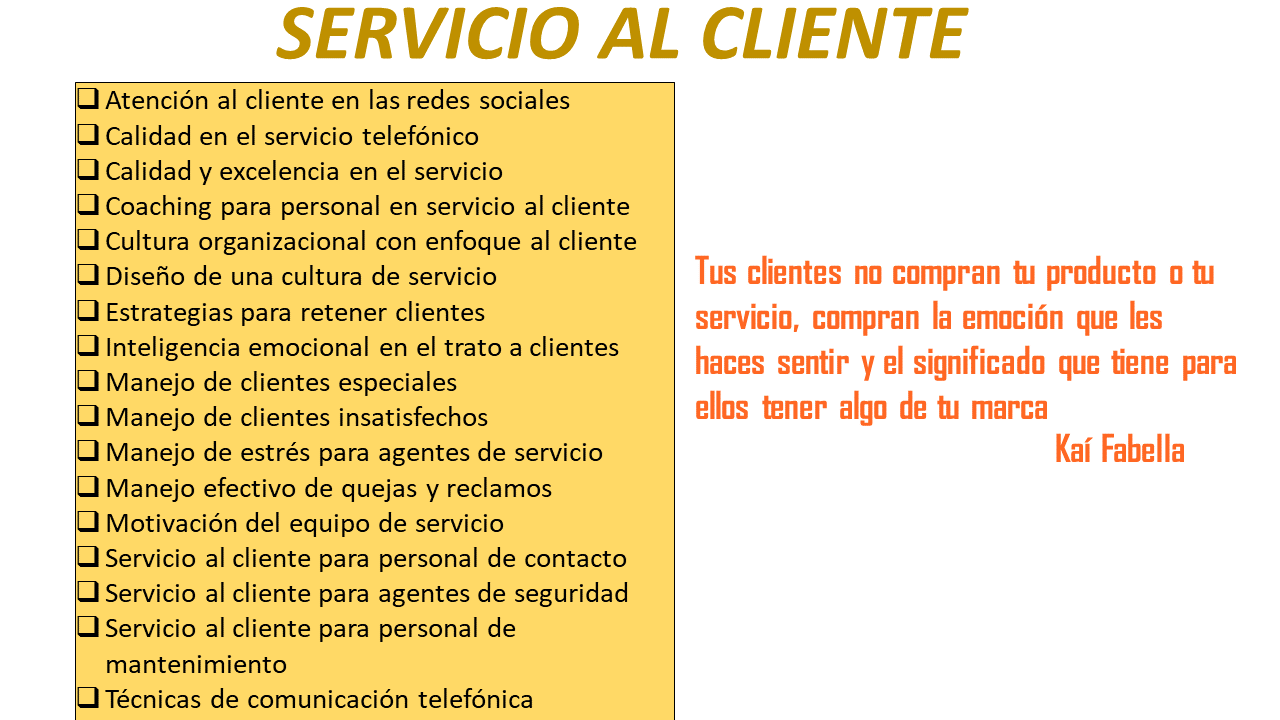 SERVICIO AL CLIENTE
❑ Atención al cliente en las redes sociales
❑ Calidad en el servicio telefónico
❑ Calidad y excelencia en el servicio
❑ Coaching para personal en servicio al cliente
❑ Cultura organizacional con enfoque al cliente
❑ Diseño de una cultura de servicio
❑ Estrategias para retener clientes
❑ Inteligencia emocional en el trato a clientes
❑ Manejo de clientes especiales
❑ Manejo de clientes insatisfechos
❑ Manejo de estrés para agentes de servicio
❑ Manejo efectivo de quejas y reclamos
❑ Motivación del equipo de servicio
❑ Servicio al cliente para personal de contacto
❑ Servicio al cliente para agentes de seguridad
❑ Servicio al cliente para personal de
mantenimiento
❑ Técnicas de comunicación telefónica
Tus clientes no compran tu producto o tu
servicio, compran la emoción que les
haces sentir y el significado que tiene para
ellos tener algo de tu marca
Kaí Fabella